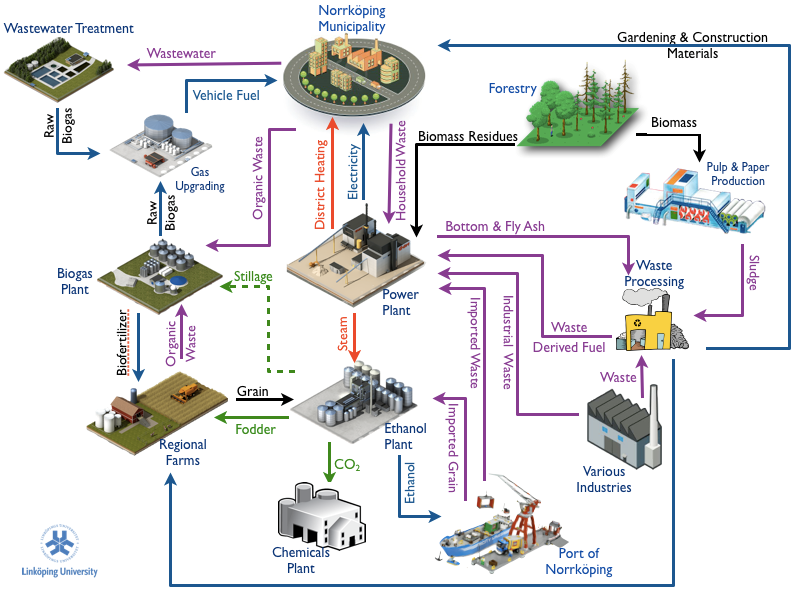 Norrköping
Municipality
Wastewater Treatment
Wastewater
Gardening & Construction
Materials
Vehicle Fuel
Forestry
Raw
Biogas
Biomass Residues
Biomass
Gas
Upgrading
Organic Waste
District Heating
Electricity
Household Waste
Pulp & Paper
Production
Raw
Biogas
Bottom & Fly Ash
Sludge
Biogas
Plant
Stillage
Power
Plant
Waste
Processing
Biofertilizer
Organic
Waste
Steam
Imported Waste
Industrial Waste
Waste
Derived Fuel
Waste
Grain
Fodder
Regional
Farms
Ethanol
Plant
Imported Grain
CO₂
Ethanol
Various
Industries
Chemicals
Plant
Port of
Norrköping
Linköping University